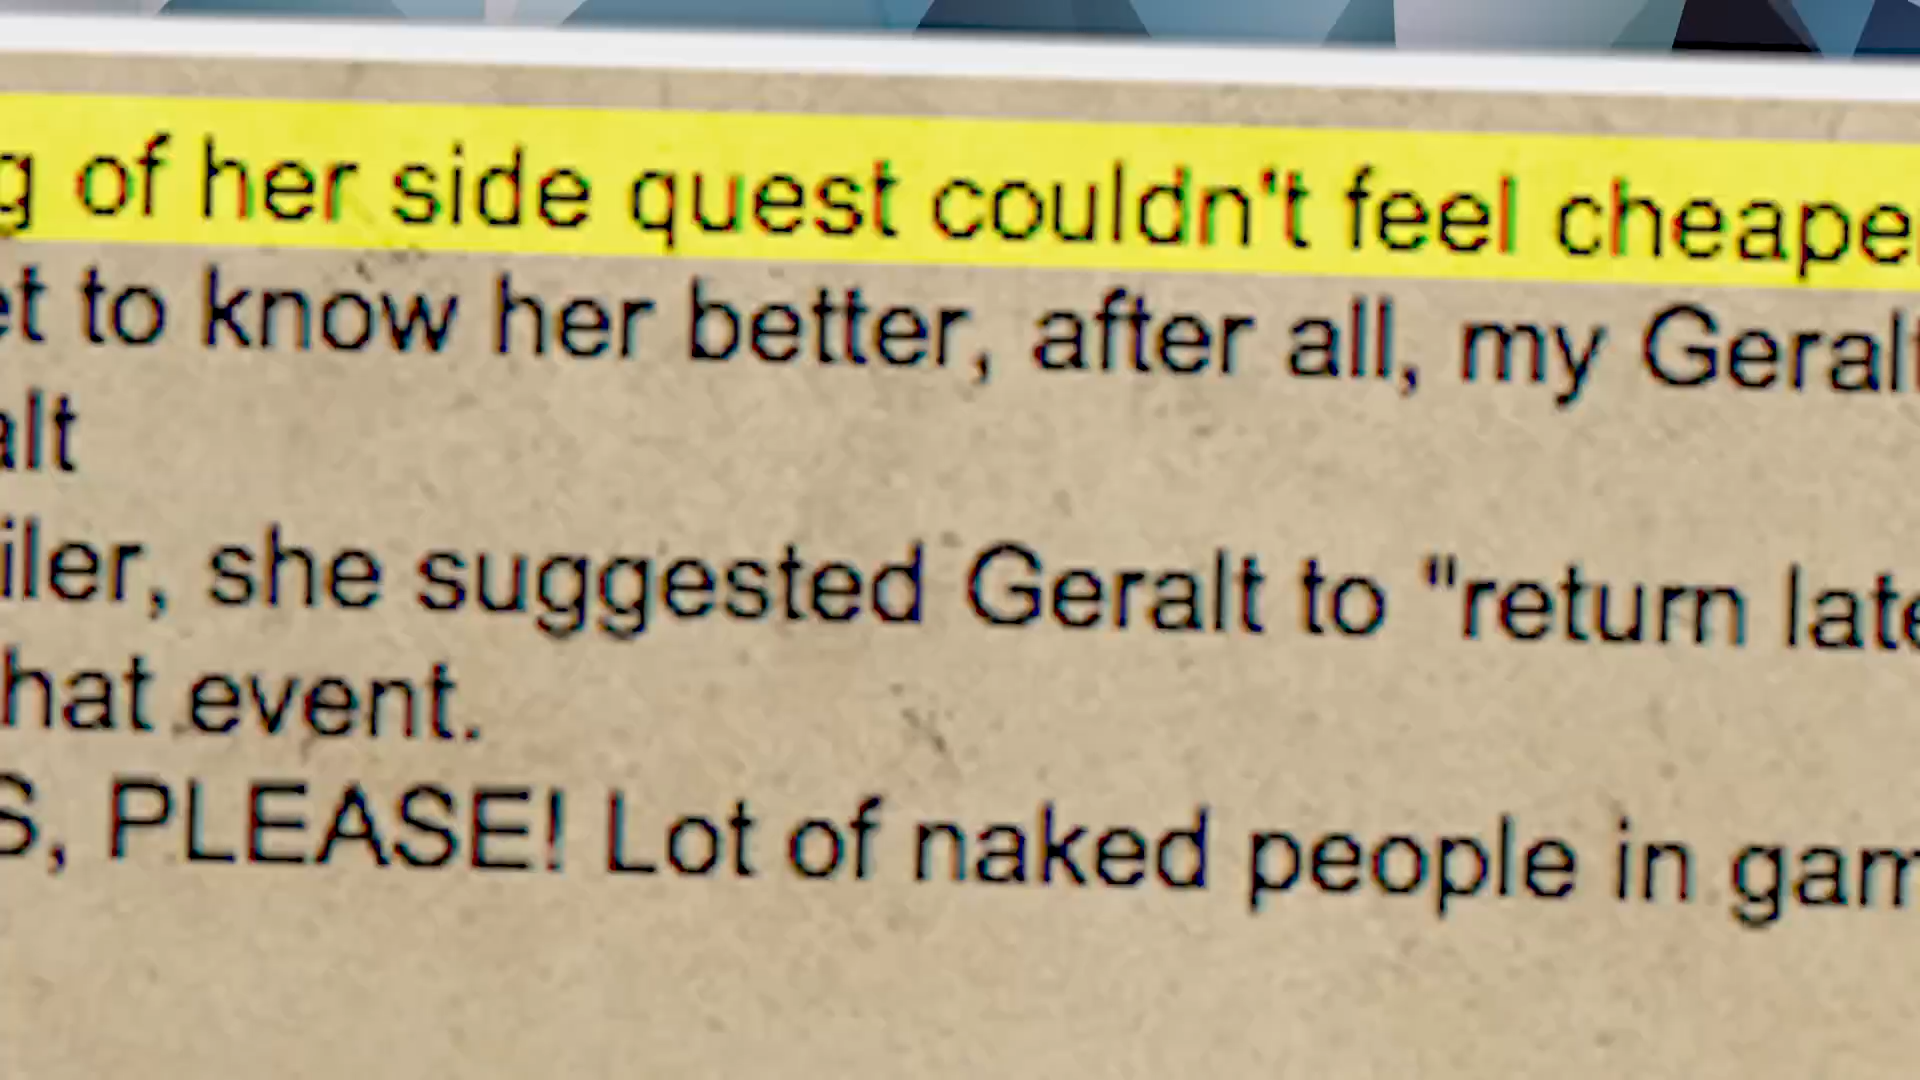 g of her side quest couldn't feel cheape
et to know her better, after all, my Geralt
alt
iler, she suggested Geralt to "return late
hat event.
S, PLEASE! Lot of naked people in gam